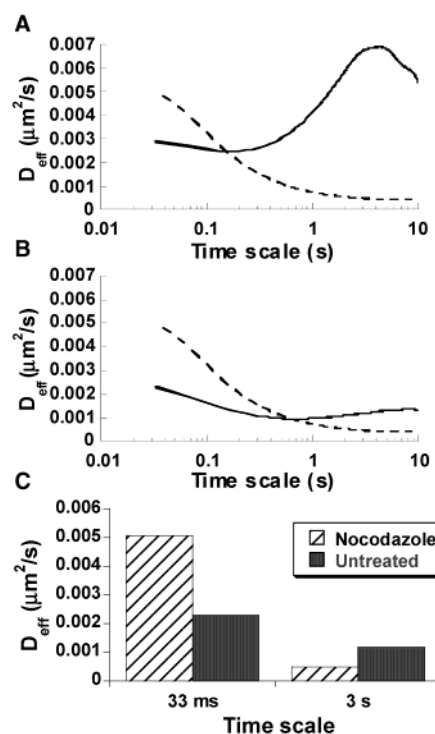 A
0.007
0.006
0.005
0.004
0.003
0.002
0.001
0
D_eff (μm²/s)
0.01 0.1 1 10
Time scale (s)
B
0.007
0.006
0.005
0.004
0.003
0.002
0.001
0
D_eff (μm²/s)
0.01 0.1 1 10
Time scale (s)
C
0.006
0.005
0.004
0.003
0.002
0.001
0
D_eff (μm²/s)
Nocodazole
Untreated
33 ms 3 s
Time scale